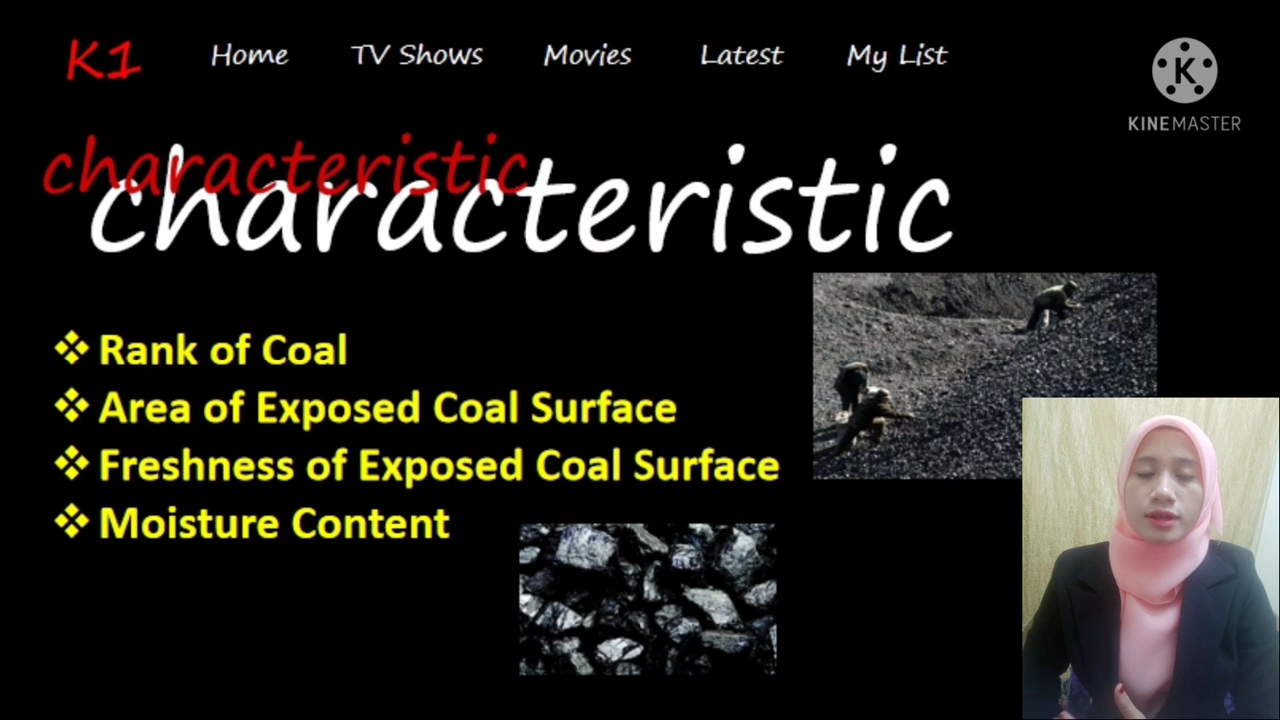 K1 Home TV Shows Movies Latest My List
K
KINEMASTER
characteristic
characteristic
Rank of Coal
Area of Exposed Coal Surface
Freshness of Exposed Coal Surface
Moisture Content